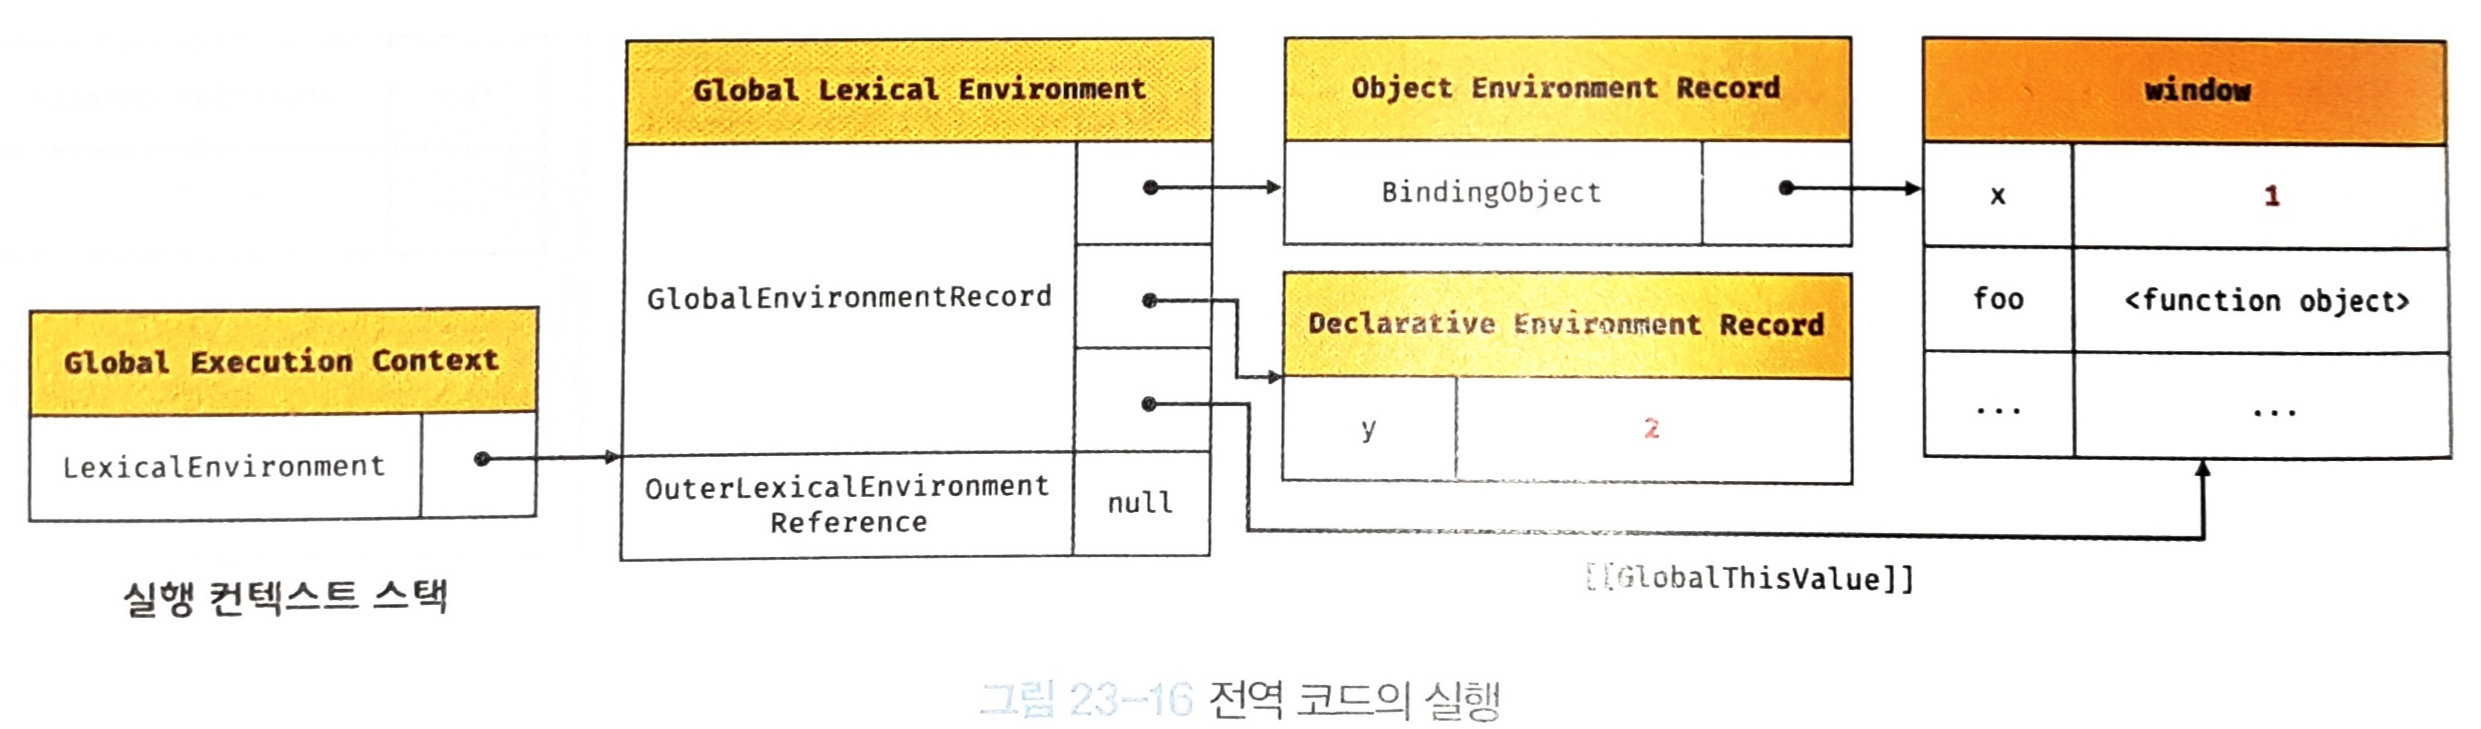 Global Execution Context
LexicalEnvironment
실행 컨텍스트 스택
Global Lexical Environment
GlobalEnvironmentRecord
OuterLexicalEnvironment
Reference
null
Object Environment Record
BindingObject
Declarative Environment Record
y 2
window
x 1
foo <function object>
... ...
[[GlobalThisValue]]
그림 23-16 전역 코드의 실행